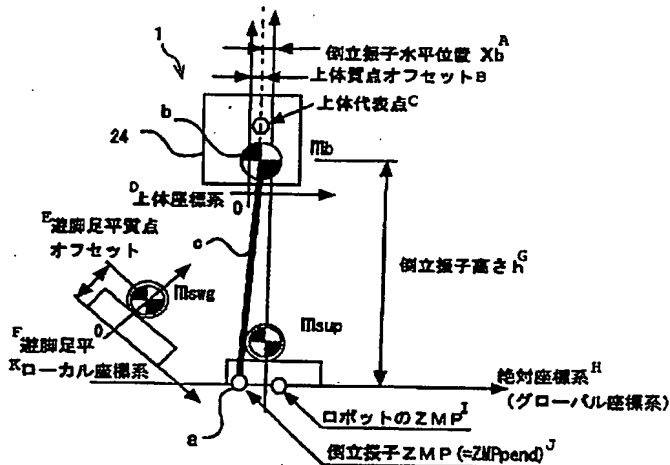 1
倒立振子水平位置 Xb A
上体質点オフセット B
上体代表点 C
b
24
mb
D 上体座標系
0
E 遊脚足平質点
オフセット
c
倒立振子高さh G
mswg
msup
0
F 遊脚足平
K ローカル座標系
絶対座標系 H
(グローバル座標系)
ロボットのZMP I
a
倒立振子ZMP(=ZMPpend) J